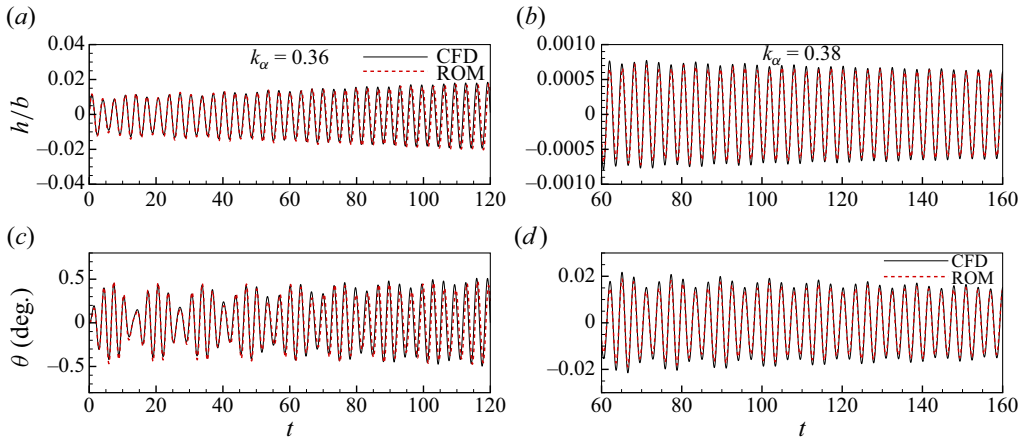 (a)
(b)
0.04
0.02
0
–0.02
–0.04
h/b
kα = 0.36
CFD
ROM
0 20 40 60 80 100 120
0.0010
0.0005
0
–0.0005
–0.0010
kα = 0.38
60 80 100 120 140 160
(c)
(d)
0.5
0
–0.5
θ (deg.)
0 20 40 60 80 100 120
t
0.02
0
–0.02
CFD
ROM
60 80 100 120 140 160
t